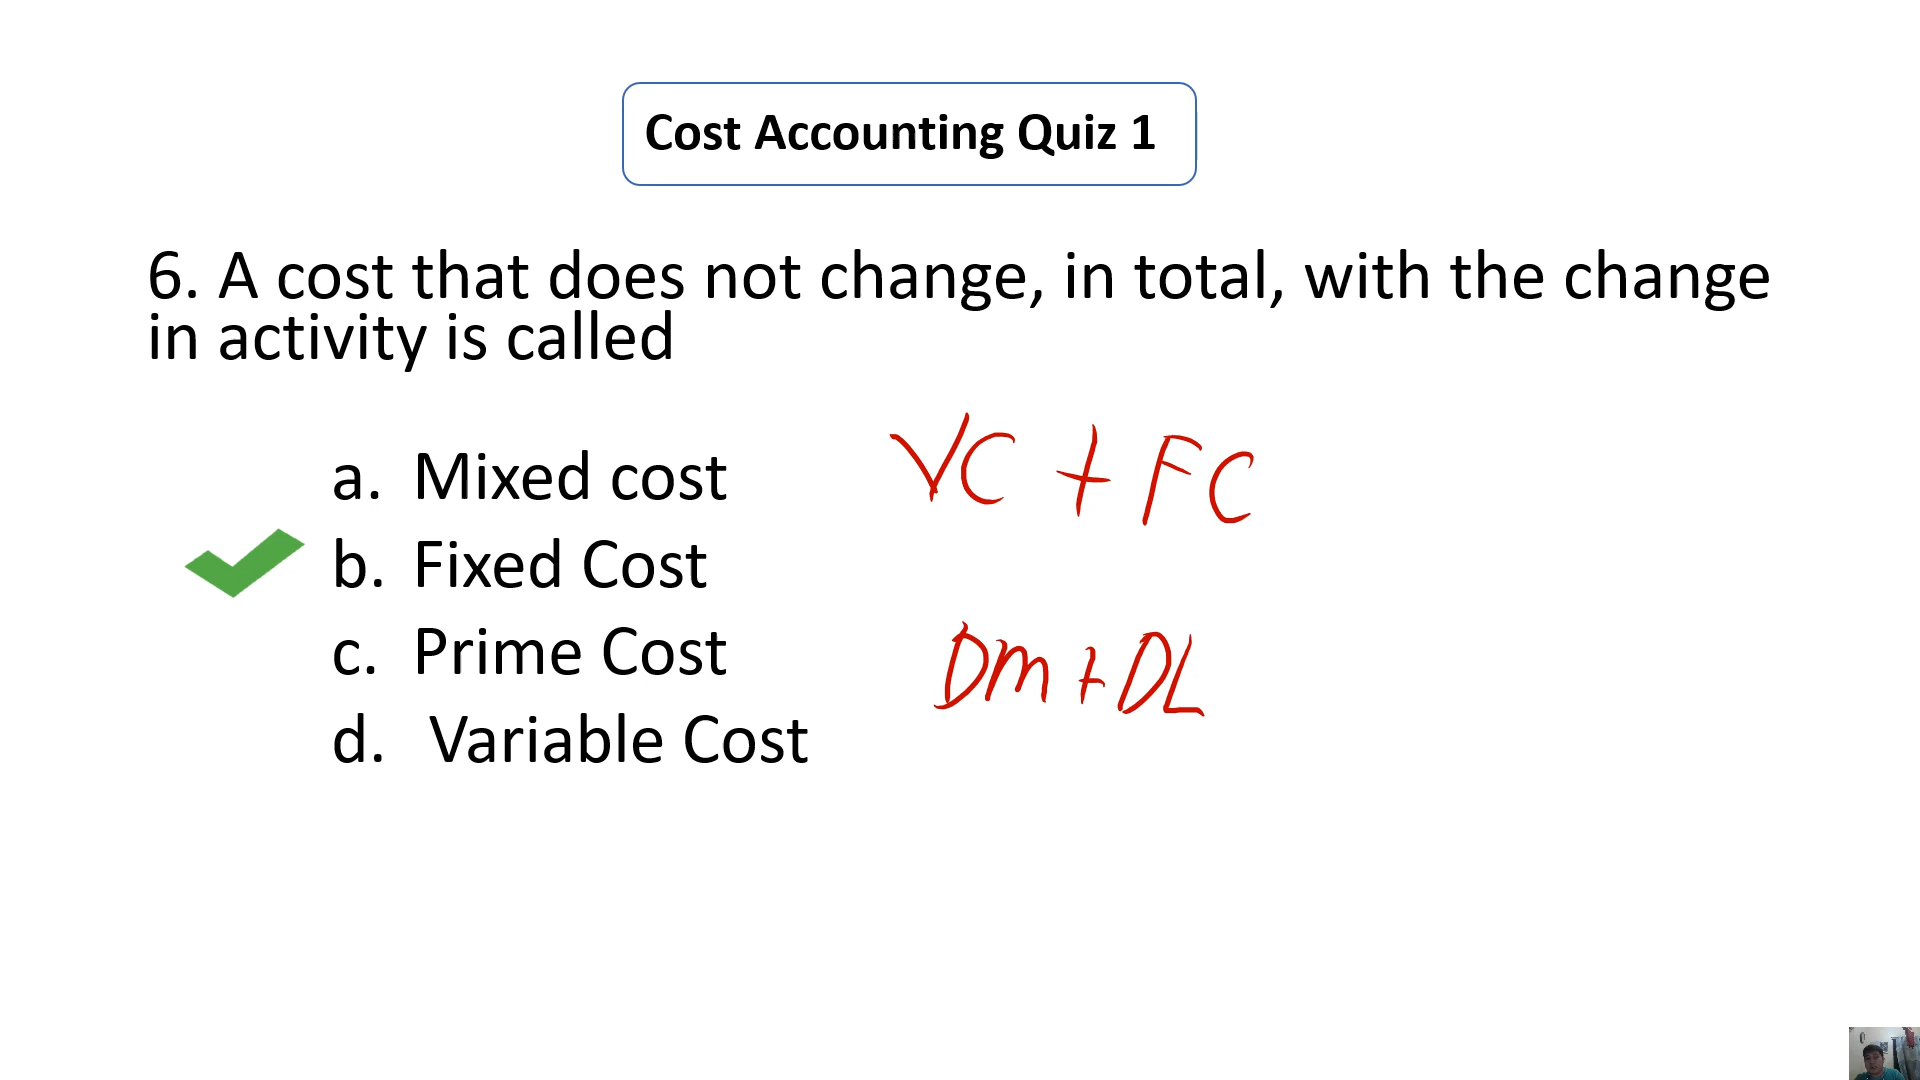 Cost Accounting Quiz 1
6. A cost that does not change, in total, with the change
in activity is called
a. Mixed cost
VC + FC
b. Fixed Cost
c. Prime Cost
DM + DL
d. Variable Cost